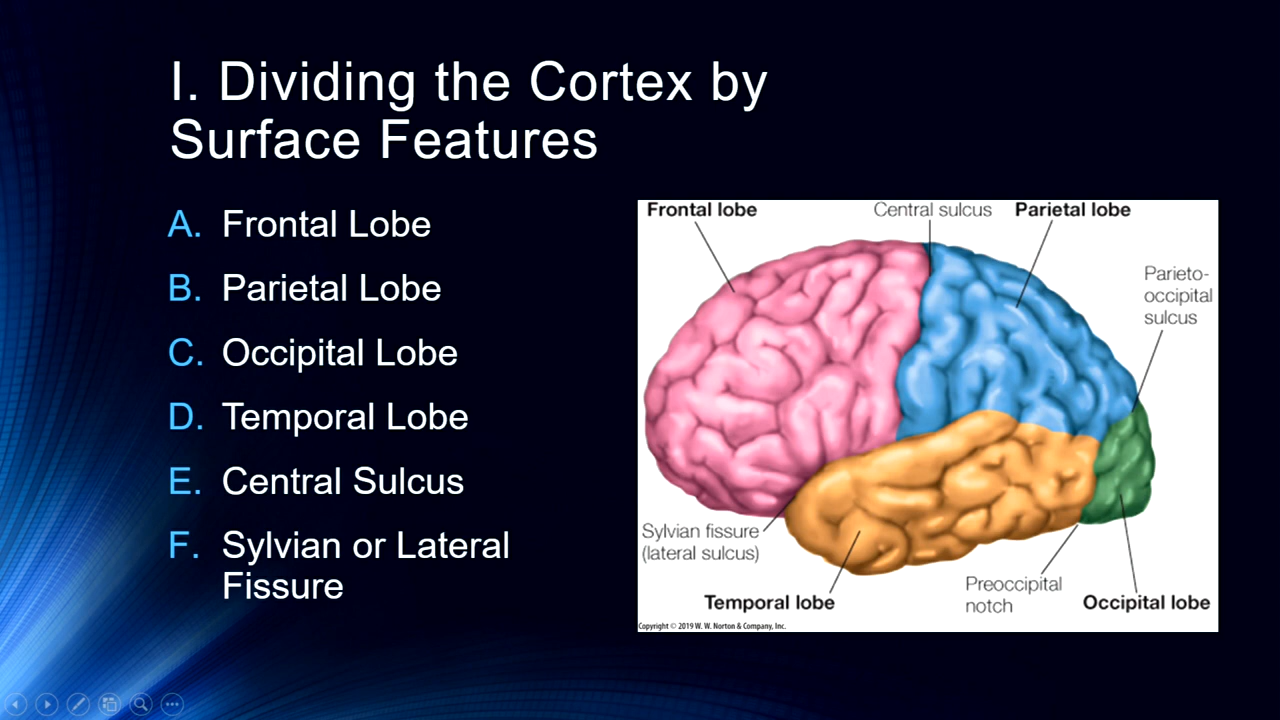 I. Dividing the Cortex by
Surface Features
A. Frontal Lobe
B. Parietal Lobe
C. Occipital Lobe
D. Temporal Lobe
E. Central Sulcus
F. Sylvian or Lateral
Fissure
Frontal lobe
Central sulcus
Parietal lobe
Parieto-
occipital
sulcus
Sylvian fissure
(lateral sulcus)
Temporal lobe
Preoccipital
notch
Occipital lobe
Copyright © 2019 W. W. Norton & Company, Inc.